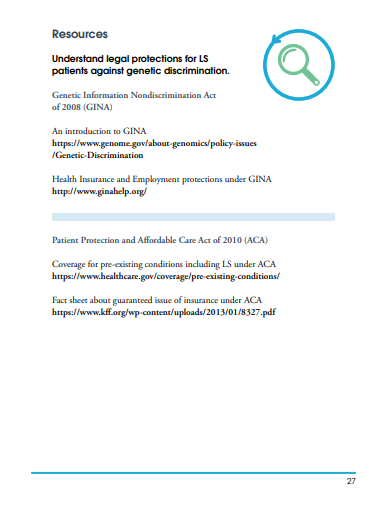 Resources
Understand legal protections for LS
patients against genetic discrimination.
Genetic Information Nondiscrimination Act
of 2008 (GINA)
An introduction to GINA
https://www.genome.gov/about-genomics/policy-issues
/Genetic-Discrimination
Health Insurance and Employment protections under GINA
http://www.ginahelp.org/
Patient Protection and Affordable Care Act of 2010 (ACA)
Coverage for pre-existing conditions including LS under ACA
https://www.healthcare.gov/coverage/pre-existing-conditions/
Fact sheet about guaranteed issue of insurance under ACA
https://www.kff.org/wp-content/uploads/2013/01/8327.pdf
27